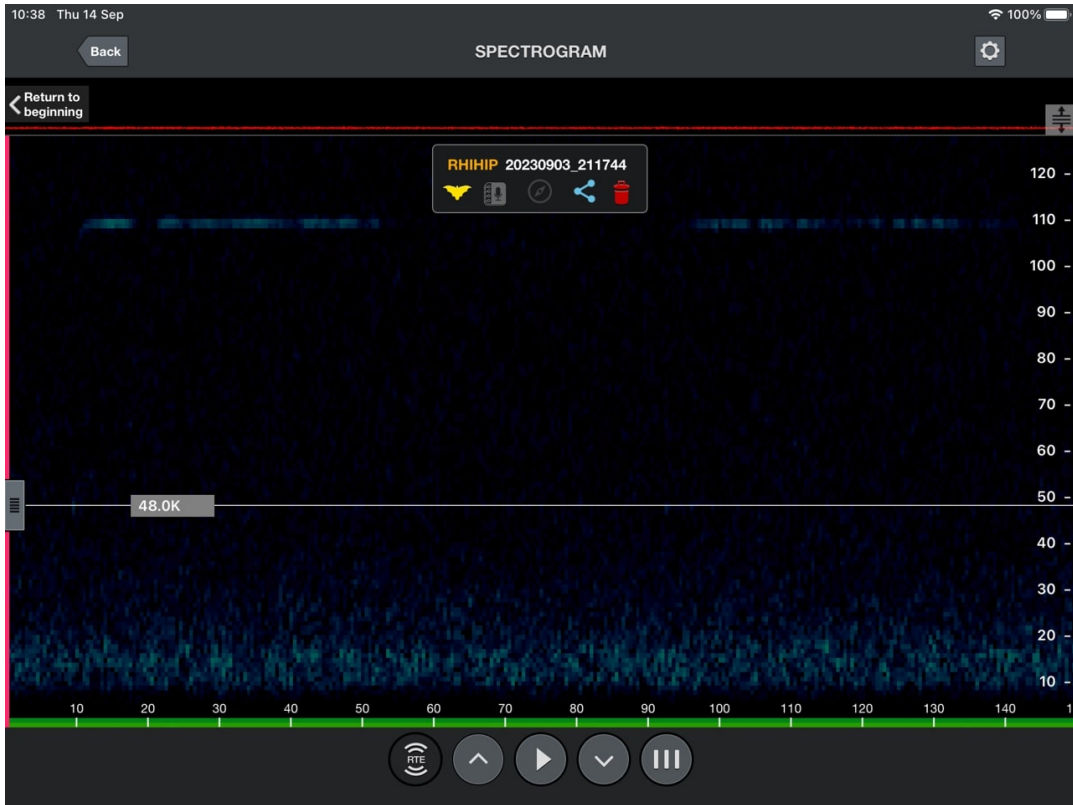 10:38 Thu 14 Sep 100%
Back SPECTROGRAM
Return to
beginning
RHIHIP 20230903_211744
120
110
100
90
80
70
60
50
48.0K
40
30
20
10
10 20 30 40 50 60 70 80 90 100 110 120 130 140 1
RTE